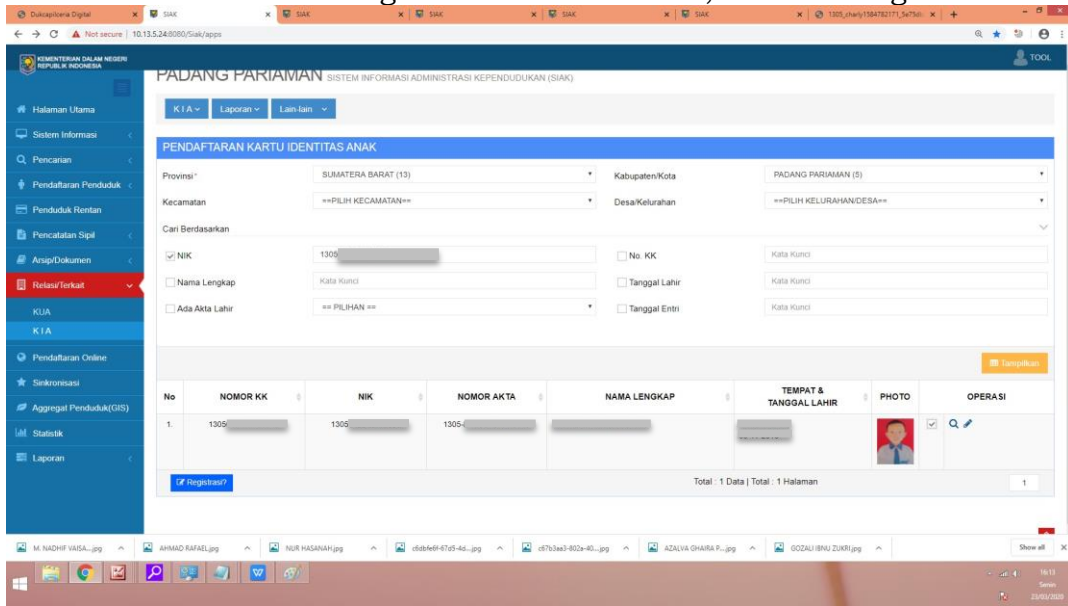 Dukcapilceria Digital
SIAK
SIAK
SIAK
SIAK
SIAK
Not secure | 10.13.5.24:8080/Siak/apps
KEMENTERIAN DALAM NEGERI
REPUBLIK INDONESIA
TOOL
PADANG PARIAMAN SISTEM INFORMASI ADMINISTRASI KEPENDUDUKAN (SIAK)
Halaman Utama
Sistem Informasi
Pencarian
Pendaftaran Penduduk
Penduduk Rentan
Pencatatan Sipil
Arsip/Dokumen
Relasi/Terkait
KUA
K I A
Pendaftaran Online
Sinkronisasi
Aggregat Penduduk(GIS)
Statistik
Laporan
K I A Laporan Lain-lain
PENDAFTARAN KARTU IDENTITAS ANAK
Provinsi* SUMATERA BARAT (13) Kabupaten/Kota PADANG PARIAMAN (5)
Kecamatan ==PILIH KECAMATAN== Desa/Kelurahan ==PILIH KELURAHAN/DESA==
Cari Berdasarkan
NIK 1305 No. KK Kata Kunci
Nama Lengkap Kata Kunci Tanggal Lahir Kata Kunci
Ada Akta Lahir == PILIHAN == Tanggal Entri Kata Kunci
Tampilkan
No NOMOR KK NIK NOMOR AKTA NAMA LENGKAP TEMPAT & TANGGAL LAHIR PHOTO OPERASI
1. 1305 1305 1305-
Registrasi? Total : 1 Data | Total : 1 Halaman 1
M. NADHIF VAISA....jpg AHMAD RAFAEL.jpg NUR HASANAH.jpg AZALVA GHAIRA P....jpg GOZALI IBNU ZUKRI.jpg Show all
16:13
Senin
23/03/2020